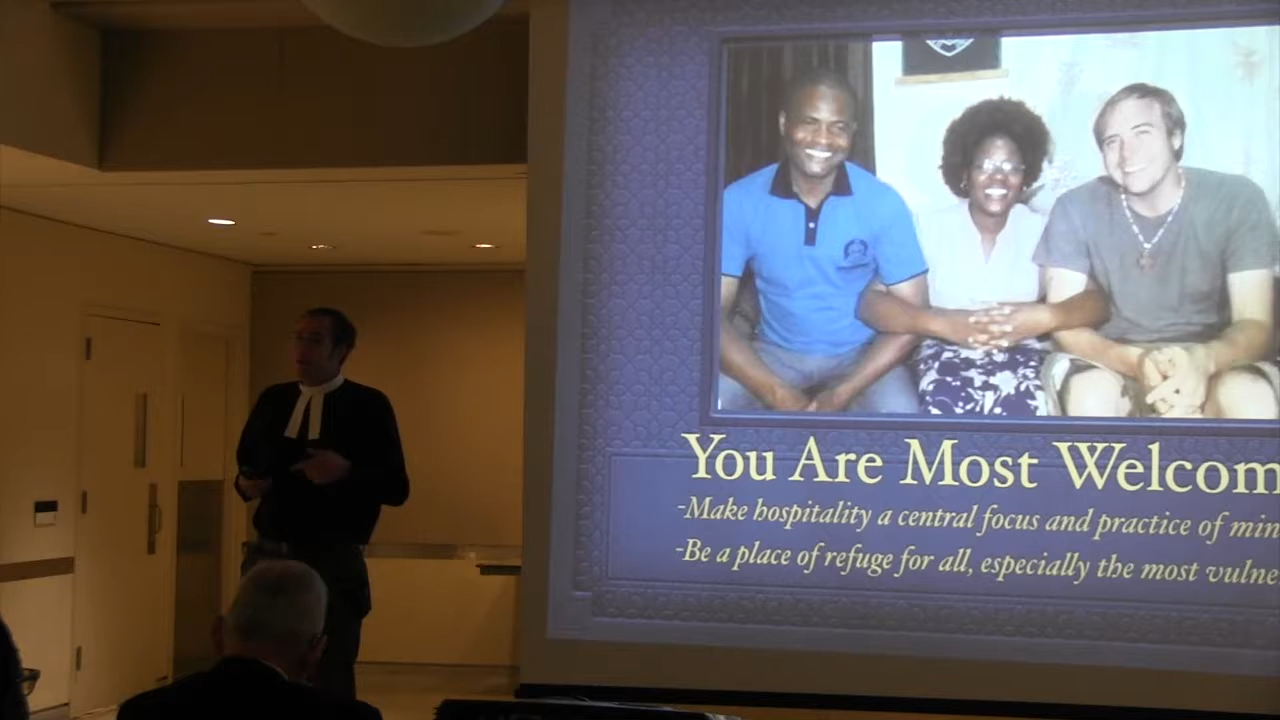 You Are Most Welcom
-Make hospitality a central focus and practice of min
-Be a place of refuge for all, especially the most vulne